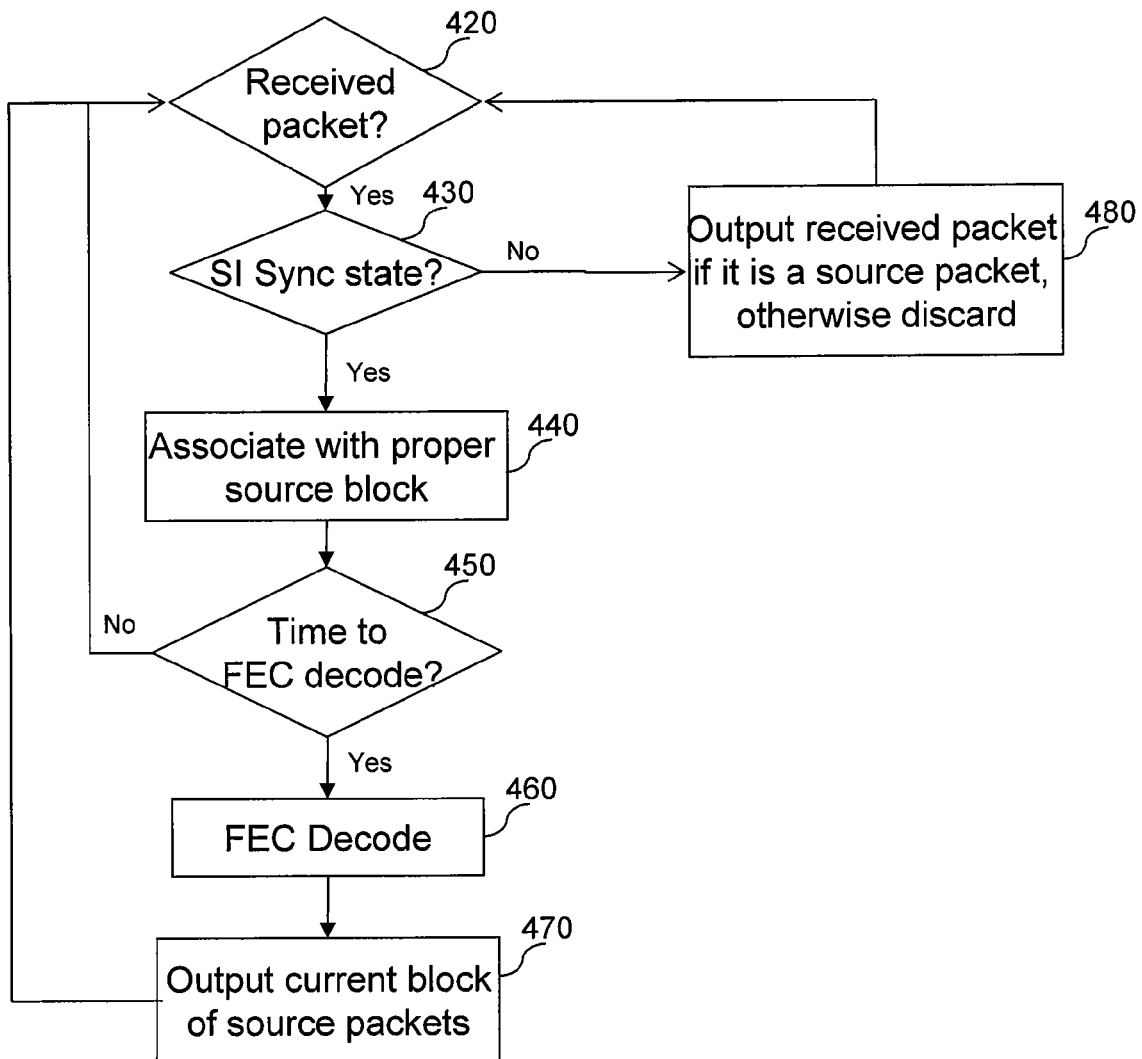 420
Received
packet?
Yes
430
SI Sync state?
No
Output received packet
if it is a source packet,
otherwise discard
480
Yes
Associate with proper
source block
440
450
Time to
FEC decode?
No
Yes
460
FEC Decode
470
Output current block
of source packets